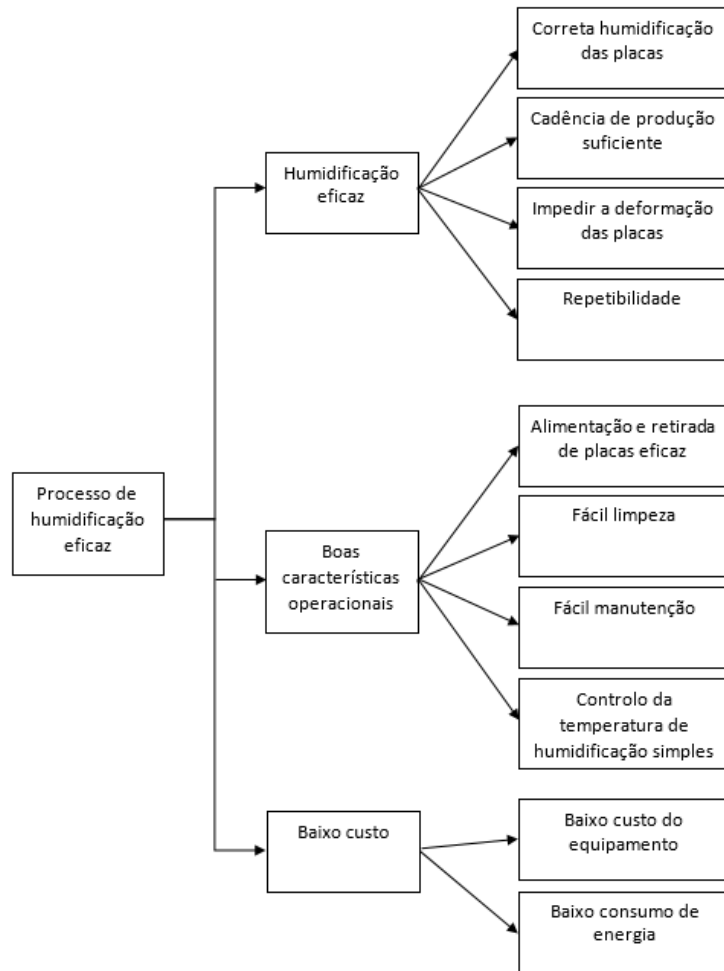 Correta humidificação
das placas
Cadência de produção
suficiente
Humidificação
eficaz
Impedir a deformação
das placas
Repetibilidade
Alimentação e retirada
de placas eficaz
Processo de
humidificação
eficaz
Fácil limpeza
Boas
características
operacionais
Fácil manutenção
Controlo da
temperatura de
humidificação simples
Baixo custo
Baixo custo do
equipamento
Baixo consumo de
energia